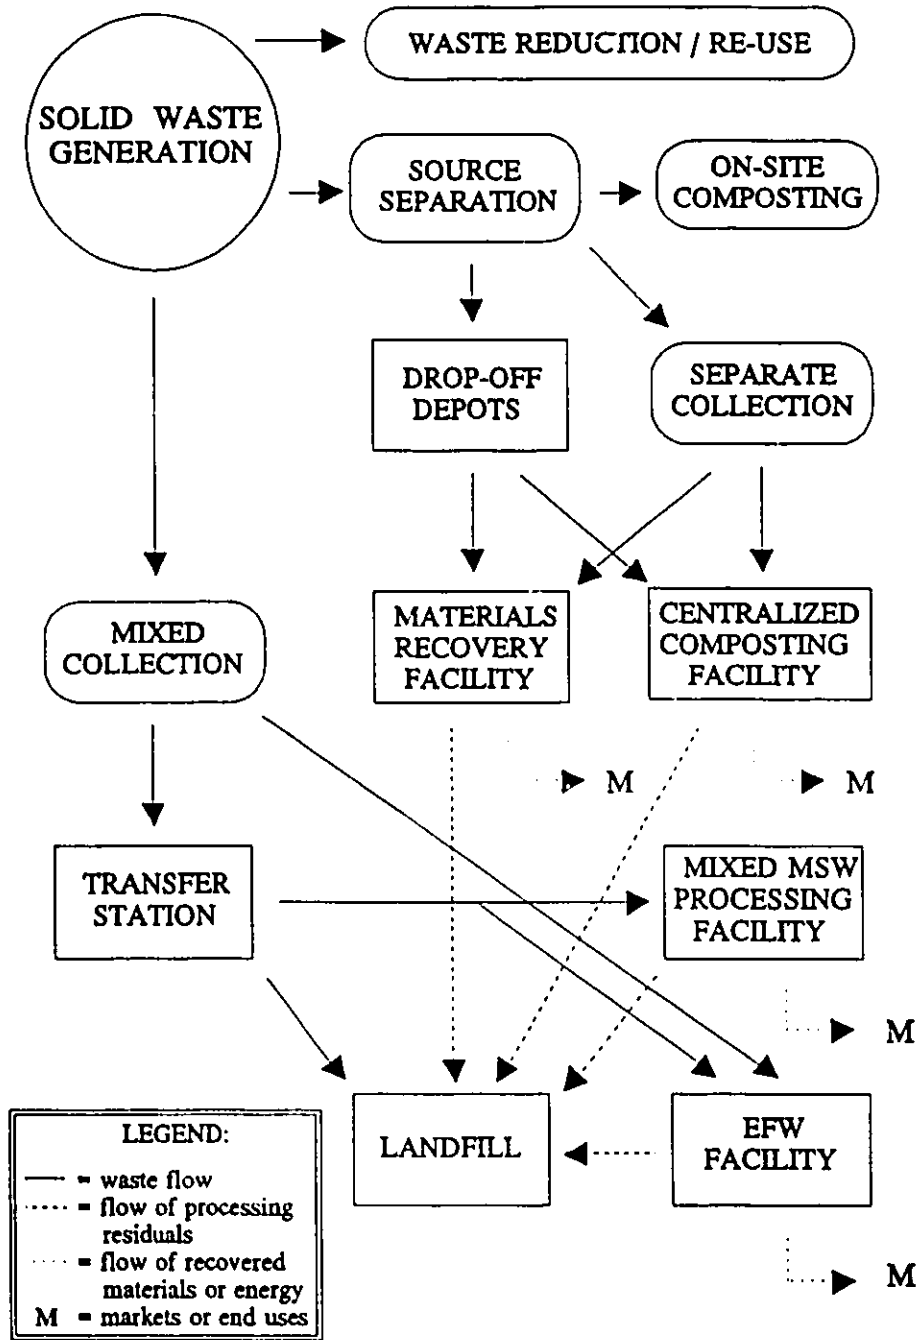 WASTE REDUCTION / RE-USE
SOLID WASTE
GENERATION
SOURCE
SEPARATION
ON-SITE
COMPOSTING
DROP-OFF
DEPOTS
SEPARATE
COLLECTION
MIXED
COLLECTION
MATERIALS
RECOVERY
FACILITY
CENTRALIZED
COMPOSTING
FACILITY
M
M
TRANSFER
STATION
MIXED MSW
PROCESSING
FACILITY
M
LANDFILL
EFW
FACILITY
M
LEGEND:
= waste flow
= flow of processing
residuals
= flow of recovered
materials or energy
M = markets or end uses